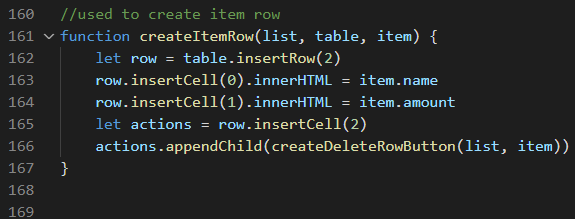 160 //used to create item row
161 function createItemRow(list, table, item) {
162 let row = table.insertRow(2)
163 row.insertCell(0).innerHTML = item.name
164 row.insertCell(1).innerHTML = item.amount
165 let actions = row.insertCell(2)
166 actions.appendChild(createDeleteRowButton(list, item))
167 }
168
169